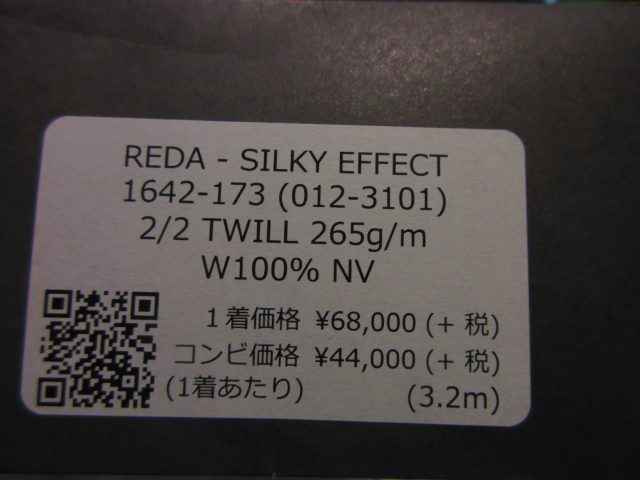 REDA - SILKY EFFECT
1642-173 (012-3101)
2/2 TWILL 265g/m
W100% NV
1着価格 ¥68,000 (+ 税)
コンビ価格 ¥44,000 (+ 税)
(1着あたり) (3.2m)